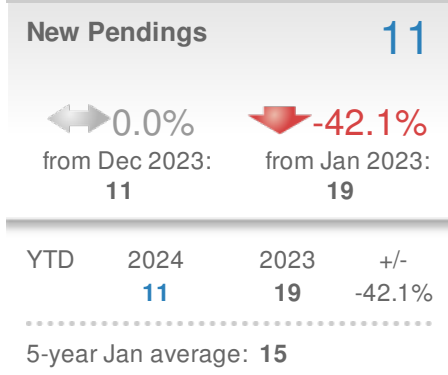 New Pendings 11
0.0% -42.1%
from Dec 2023: from Jan 2023:
11 19
YTD 2024 2023 +/-
11 19 -42.1%
5-year Jan average: 15